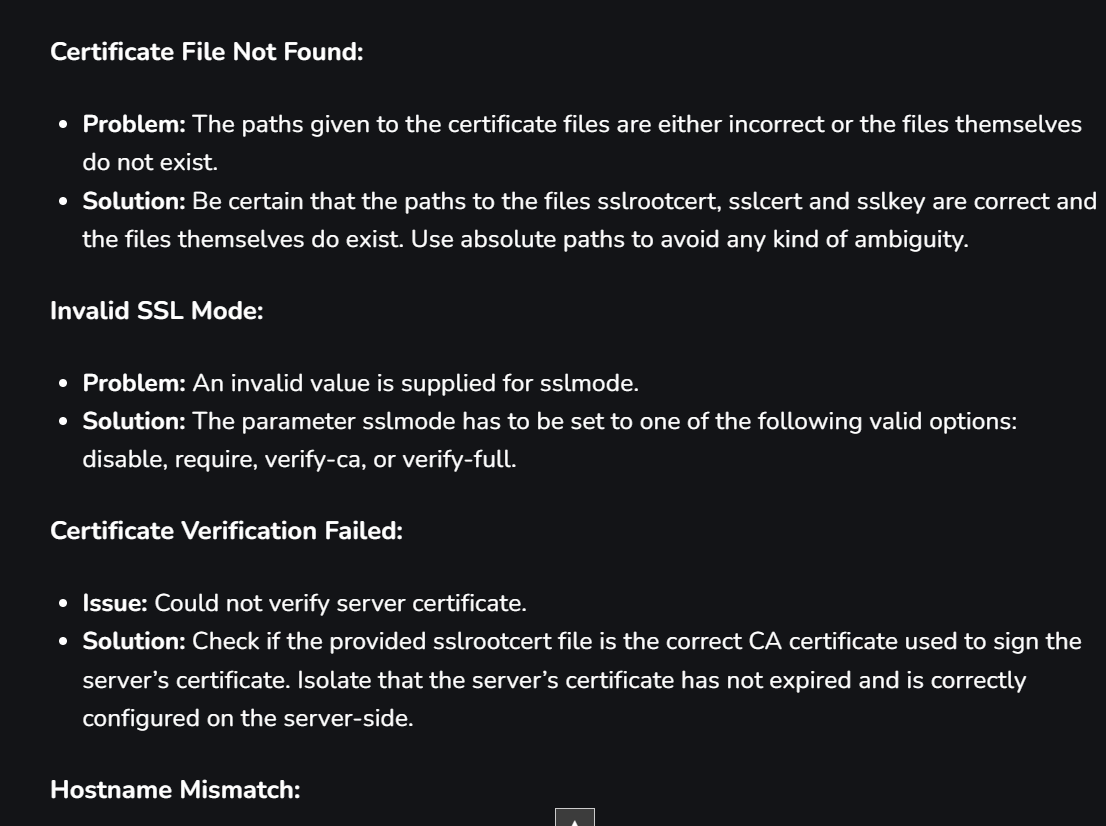 Certificate File Not Found:
• Problem: The paths given to the certificate files are either incorrect or the files themselves
do not exist.
• Solution: Be certain that the paths to the files sslrootcert, sslcert and sslkey are correct and
the files themselves do exist. Use absolute paths to avoid any kind of ambiguity.
Invalid SSL Mode:
• Problem: An invalid value is supplied for sslmode.
• Solution: The parameter sslmode has to be set to one of the following valid options:
disable, require, verify-ca, or verify-full.
Certificate Verification Failed:
• Issue: Could not verify server certificate.
• Solution: Check if the provided sslrootcert file is the correct CA certificate used to sign the
server’s certificate. Isolate that the server’s certificate has not expired and is correctly
configured on the server-side.
Hostname Mismatch: